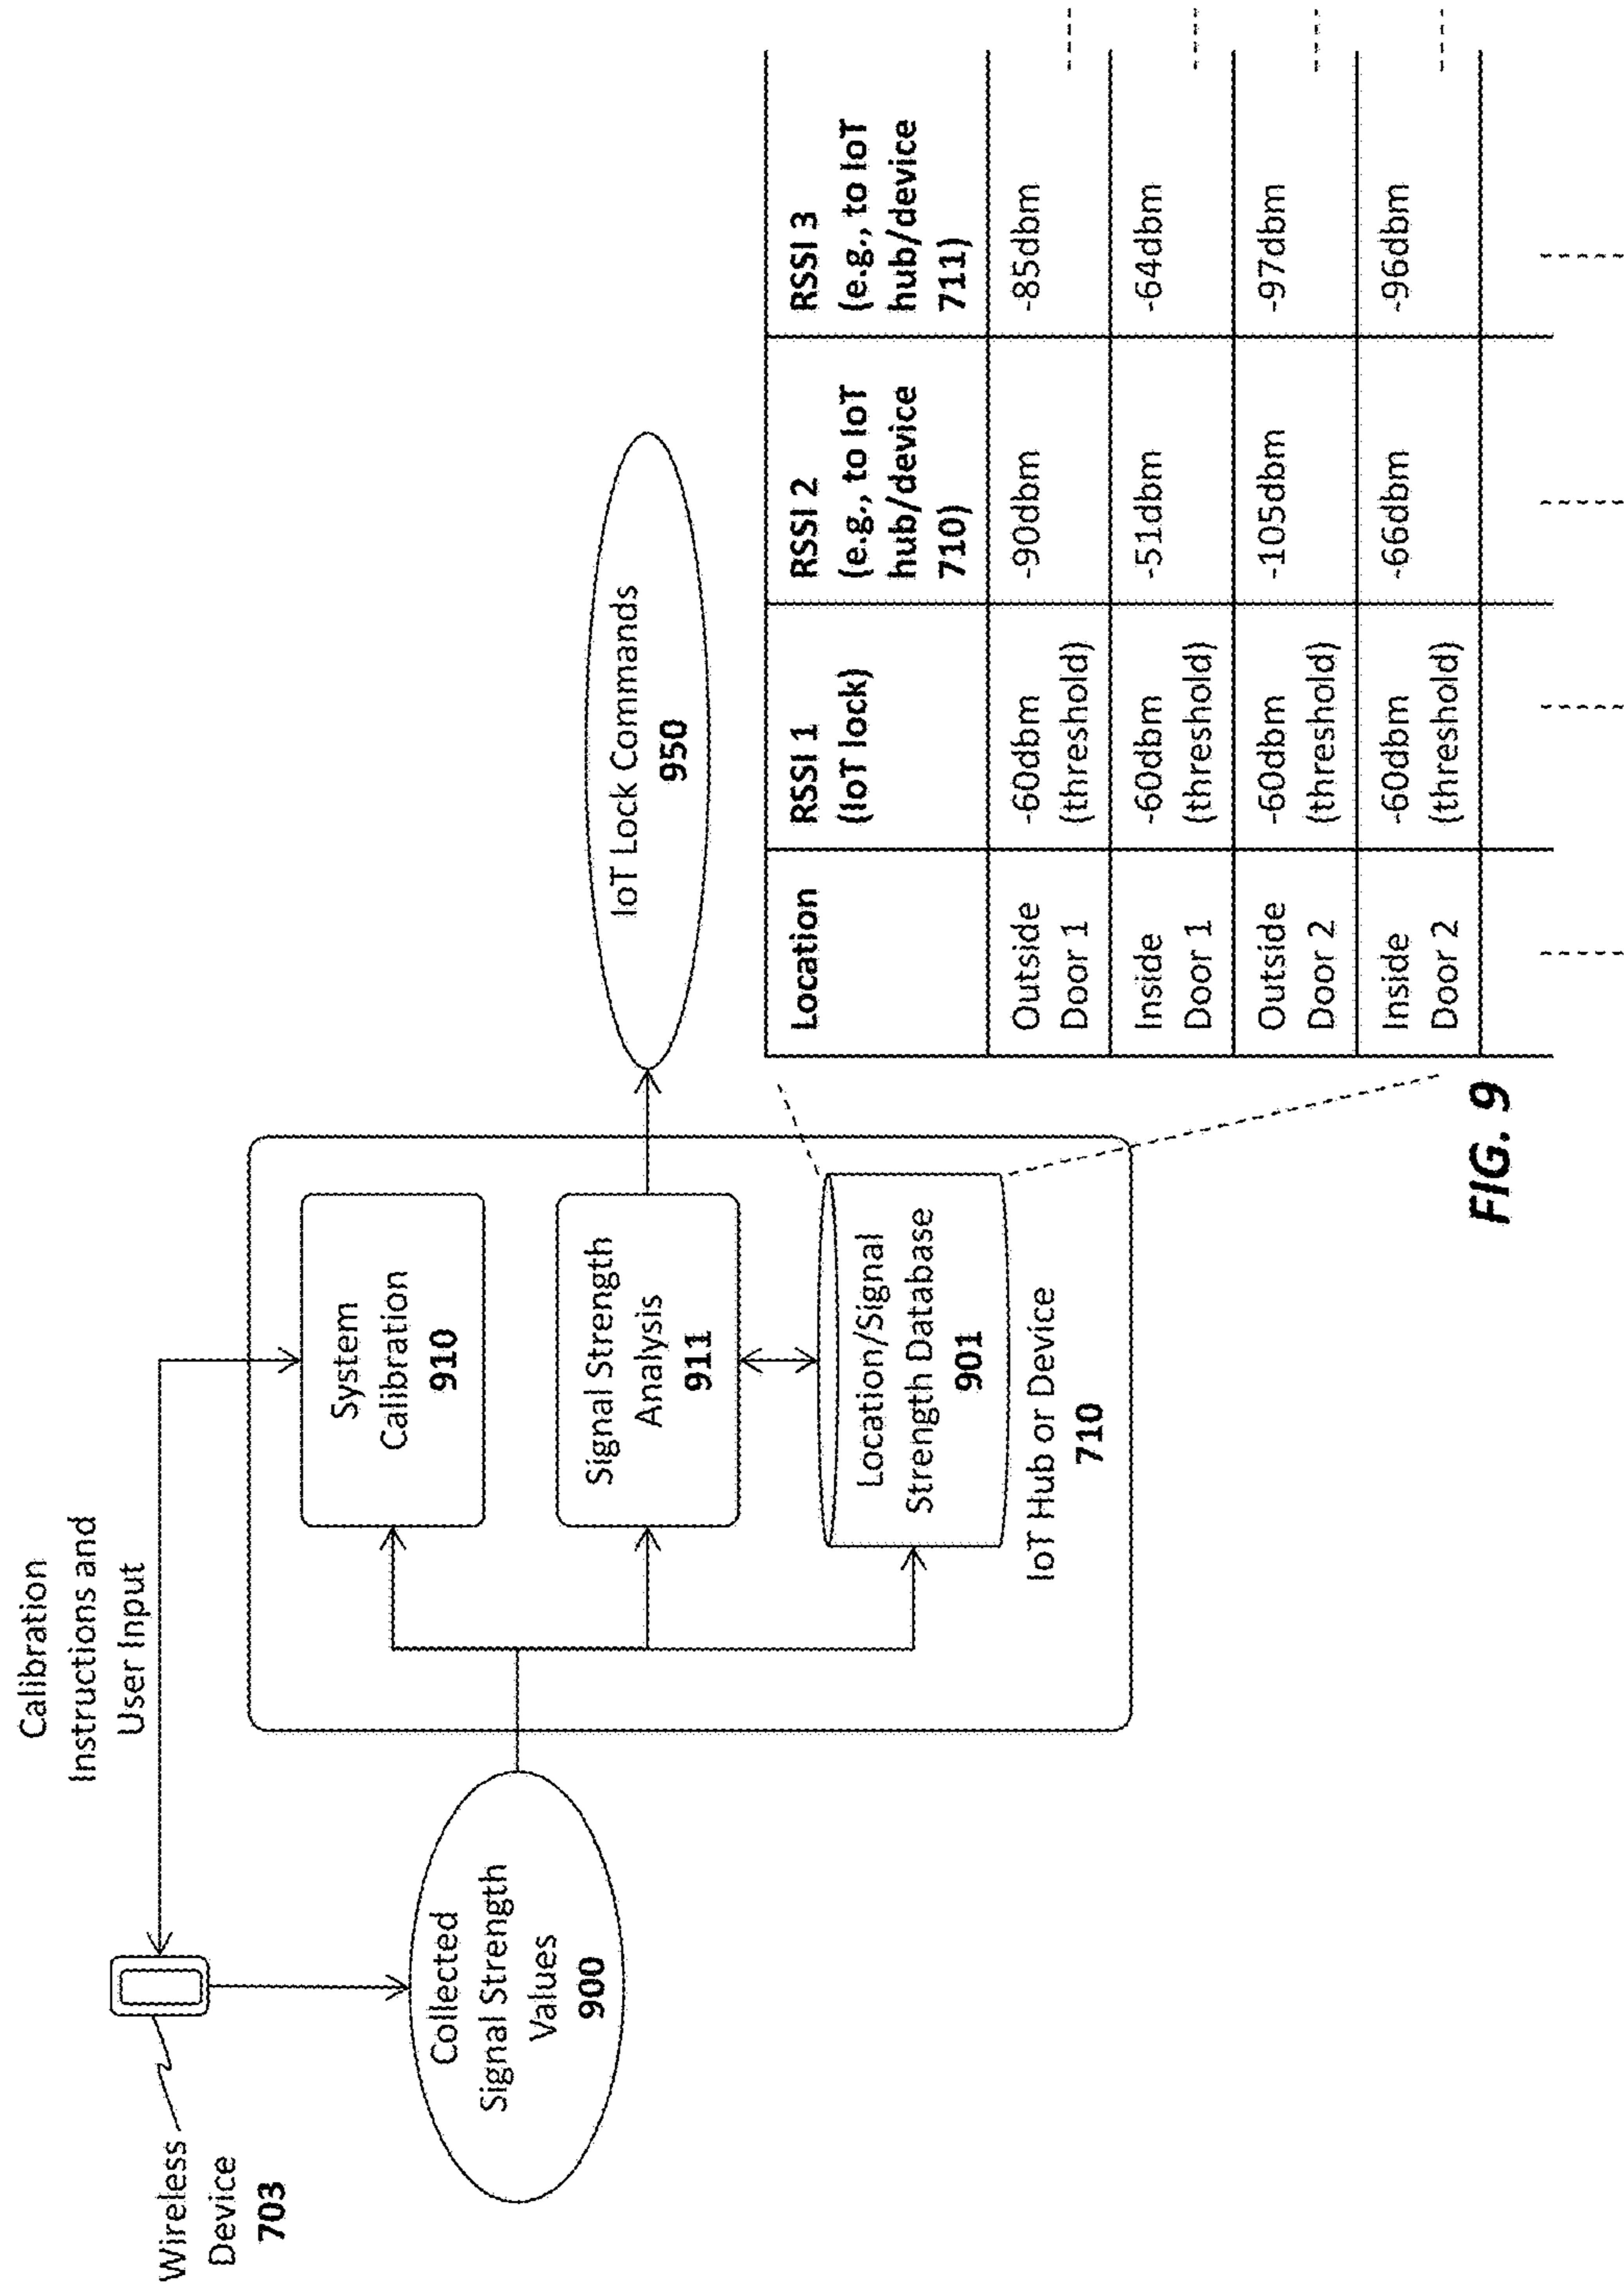 Calibration
Instructions and
User Input
Wireless
Device
703
Collected
Signal Strength
Values
900
System
Calibration
910
Signal Strength
Analysis
911
Location/Signal
Strength Database
901
IoT Hub or Device
710
IoT Lock Commands
950
Location
RSSI 1
(IoT lock)
RSSI 2
(e.g., to IoT
hub/device
710)
RSSI 3
(e.g., to IoT
hub/device
711)
Outside
Door 1
-60dbm
(threshold)
-90dbm
-85dbm
Inside
Door 1
-60dbm
(threshold)
-51dbm
-64dbm
Outside
Door 2
-60dbm
(threshold)
-105dbm
-97dbm
Inside
Door 2
-60dbm
(threshold)
-66dbm
-96dbm
FIG. 9